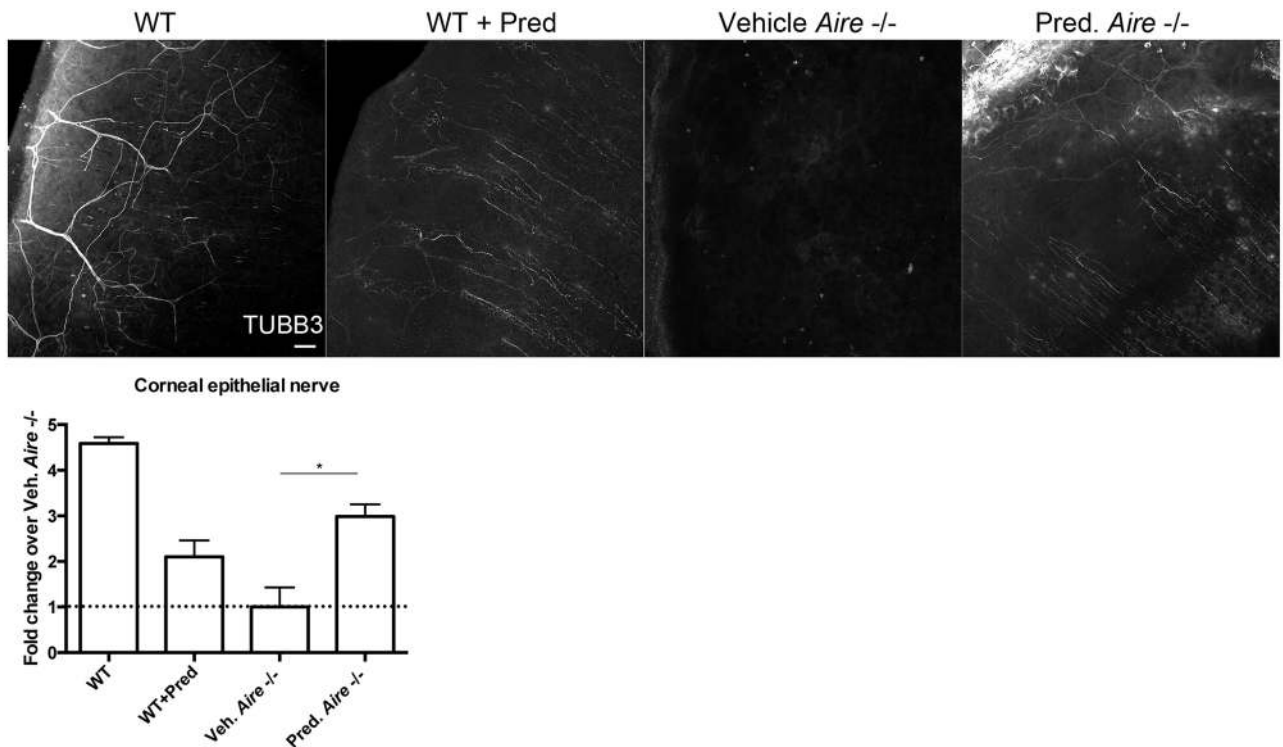 WT
WT + Pred
Vehicle Aire -/-
Pred. Aire -/-
TUBB3
Corneal epithelial nerve
Fold change over Veh. Aire -/-
5
4
3
2
1
0
*
WT
WT+Pred
Veh. Aire -/-
Pred. Aire -/-